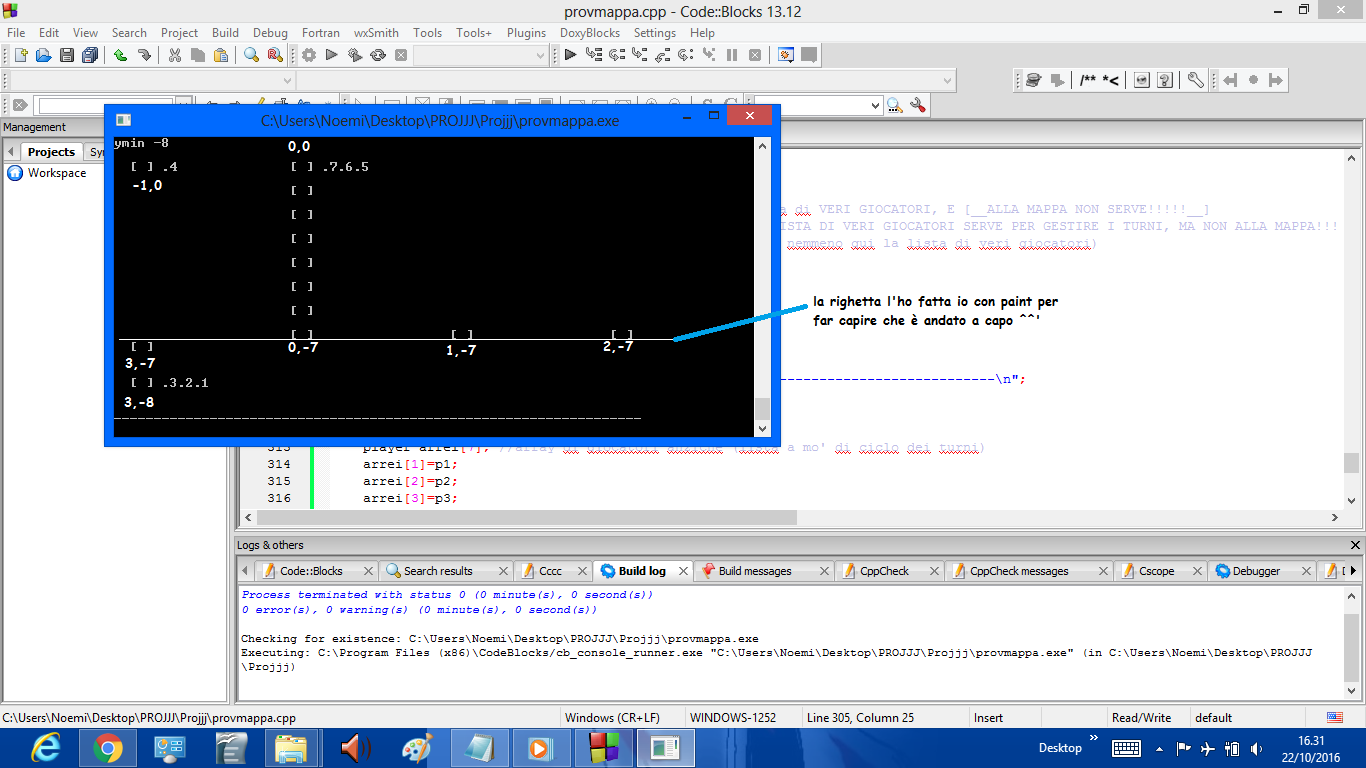 provmappa.cpp - Code::Blocks 13.12
File Edit View Search Project Build Debug Fortran wxSmith Tools Tools+ Plugins DoxyBlocks Settings Help
/** *<
Management
Projects
Workspace
C:\Users\Noemi\Desktop\PROJJJ\Projjj\provmappa.exe
ymin -8
0,0
[ ] .4 [ ] .7.6.5
-1,0
[ ]
[ ]
[ ]
[ ]
[ ]
[ ]
[ ] [ ] [ ]
[ ]
0,-7 1,-7 2,-7
3,-7
[ ] .3.2.1
3,-8
di VERI GIOCATORI, E [__ALLA MAPPA NON SERVE!!!!!__]
ISTA DI VERI GIOCATORI SERVE PER GESTIRE I TURNI, MA NON ALLA MAPPA!!!
nemmeno qui la lista di veri giocatori)
la righetta l'ho fatta io con paint per
far capire che è andato a capo ^^'
--------------------------\n";
a mo' di ciclo dei turni)
314 arrei[1]=p1;
315 arrei[2]=p2;
316 arrei[3]=p3;
Logs & others
Code::Blocks Search results Cccc Build log Build messages CppCheck CppCheck messages Cscope Debugger
Process terminated with status 0 (0 minute(s), 0 second(s))
0 error(s), 0 warning(s) (0 minute(s), 0 second(s))
Checking for existence: C:\Users\Noemi\Desktop\PROJJJ\Projjj\provmappa.exe
Executing: C:\Program Files (x86)\CodeBlocks/cb_console_runner.exe "C:\Users\Noemi\Desktop\PROJJJ\Projjj\provmappa.exe" (in C:\Users\Noemi\Desktop\PROJJJ
\Projjj)
C:\Users\Noemi\Desktop\PROJJJ\Projjj\provmappa.cpp Windows (CR+LF) WINDOWS-1252 Line 305, Column 25 Insert Read/Write default
Desktop
16.31
22/10/2016